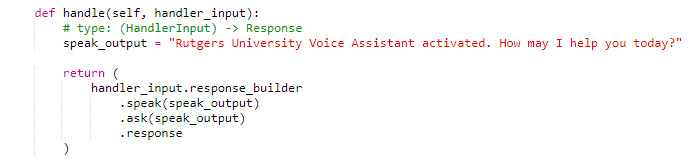 def handle(self, handler_input):
    # type: (HandlerInput) -> Response
    speak_output = "Rutgers University Voice Assistant activated. How may I help you today?"

    return (
        handler_input.response_builder
            .speak(speak_output)
            .ask(speak_output)
            .response
    )